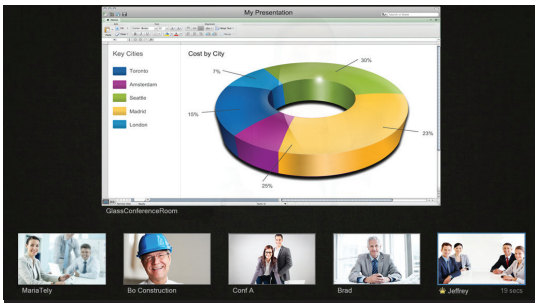 My Presentation
Key Cities
Cost by City
Toronto
Amsterdam
Seattle
Madrid
London
7%
30%
15%
23%
25%
GlassConferenceRoom
MariaTely
Bo Construction
Conf A
Brad
Jeffrey
15 secs